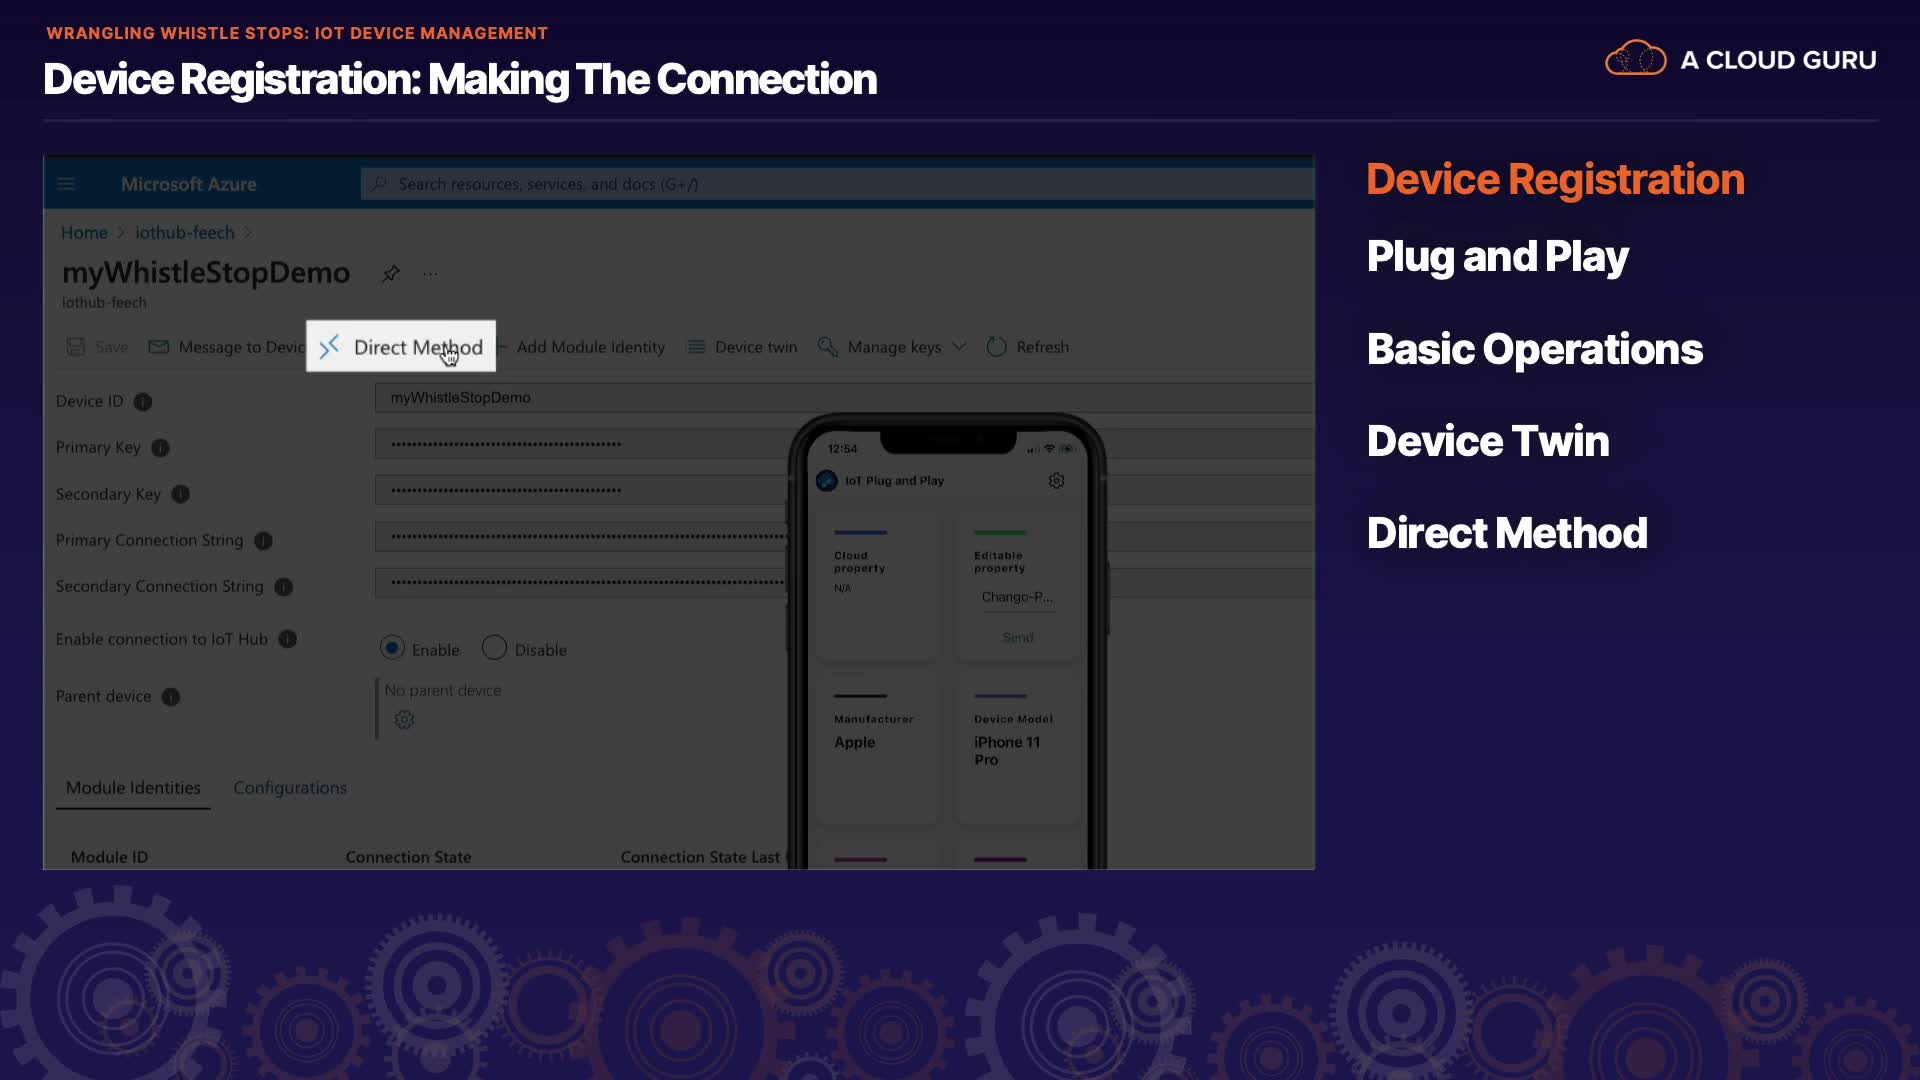 WRANGLING WHISTLE STOPS: IOT DEVICE MANAGEMENT
Device Registration: Making The Connection
A CLOUD GURU
Microsoft Azure
Search resources, services, and docs (G+/)
Home > iothub-feech >
myWhistleStopDemo
iothub-feech
Save
Message to Devic
Direct Method
Add Module Identity
Device twin
Manage keys
Refresh
Device ID
myWhistleStopDemo
Primary Key
Secondary Key
Primary Connection String
Secondary Connection String
Enable connection to IoT Hub
Enable
Disable
Parent device
No parent device
Module Identities
Configurations
Module ID
Connection State
Connection State Last
12:54
IoT Plug and Play
Cloud
property
N/A
Editable
property
Chango-P...
Send
Manufacturer
Apple
Device Model
iPhone 11
Pro
Device Registration
Plug and Play
Basic Operations
Device Twin
Direct Method